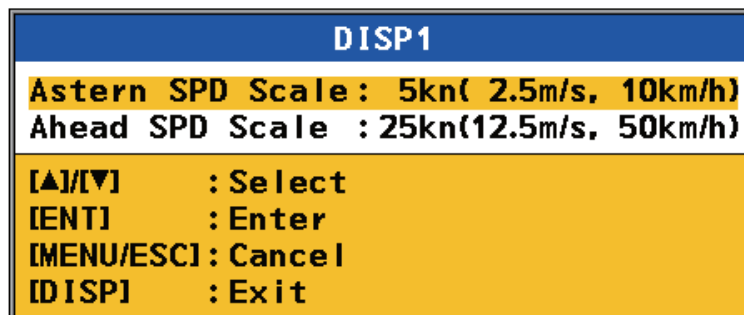 DISP1
Astern SPD Scale: 5kn( 2.5m/s, 10km/h)
Ahead SPD Scale :25kn(12.5m/s, 50km/h)
[▲]/[▼] :Select
[ENT] :Enter
[MENU/ESC]:Cancel
[DISP] :Exit